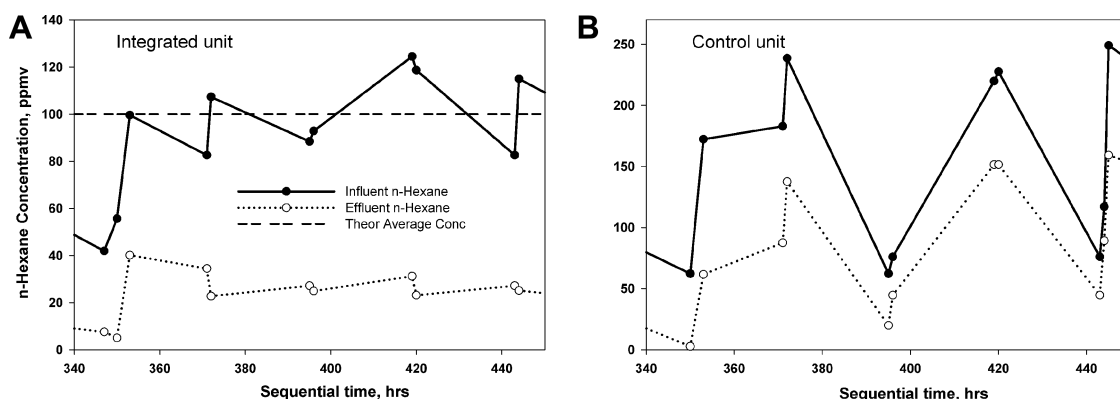 A
Integrated unit
n-Hexane Concentration, ppmv
140
120
100
80
60
40
20
0
Influent n-Hexane
Effluent n-Hexane
Theor Average Conc
340 360 380 400 420 440
Sequential time, hrs
B
Control unit
250
200
150
100
50
0
340 360 380 400 420 440
Sequential time, hrs